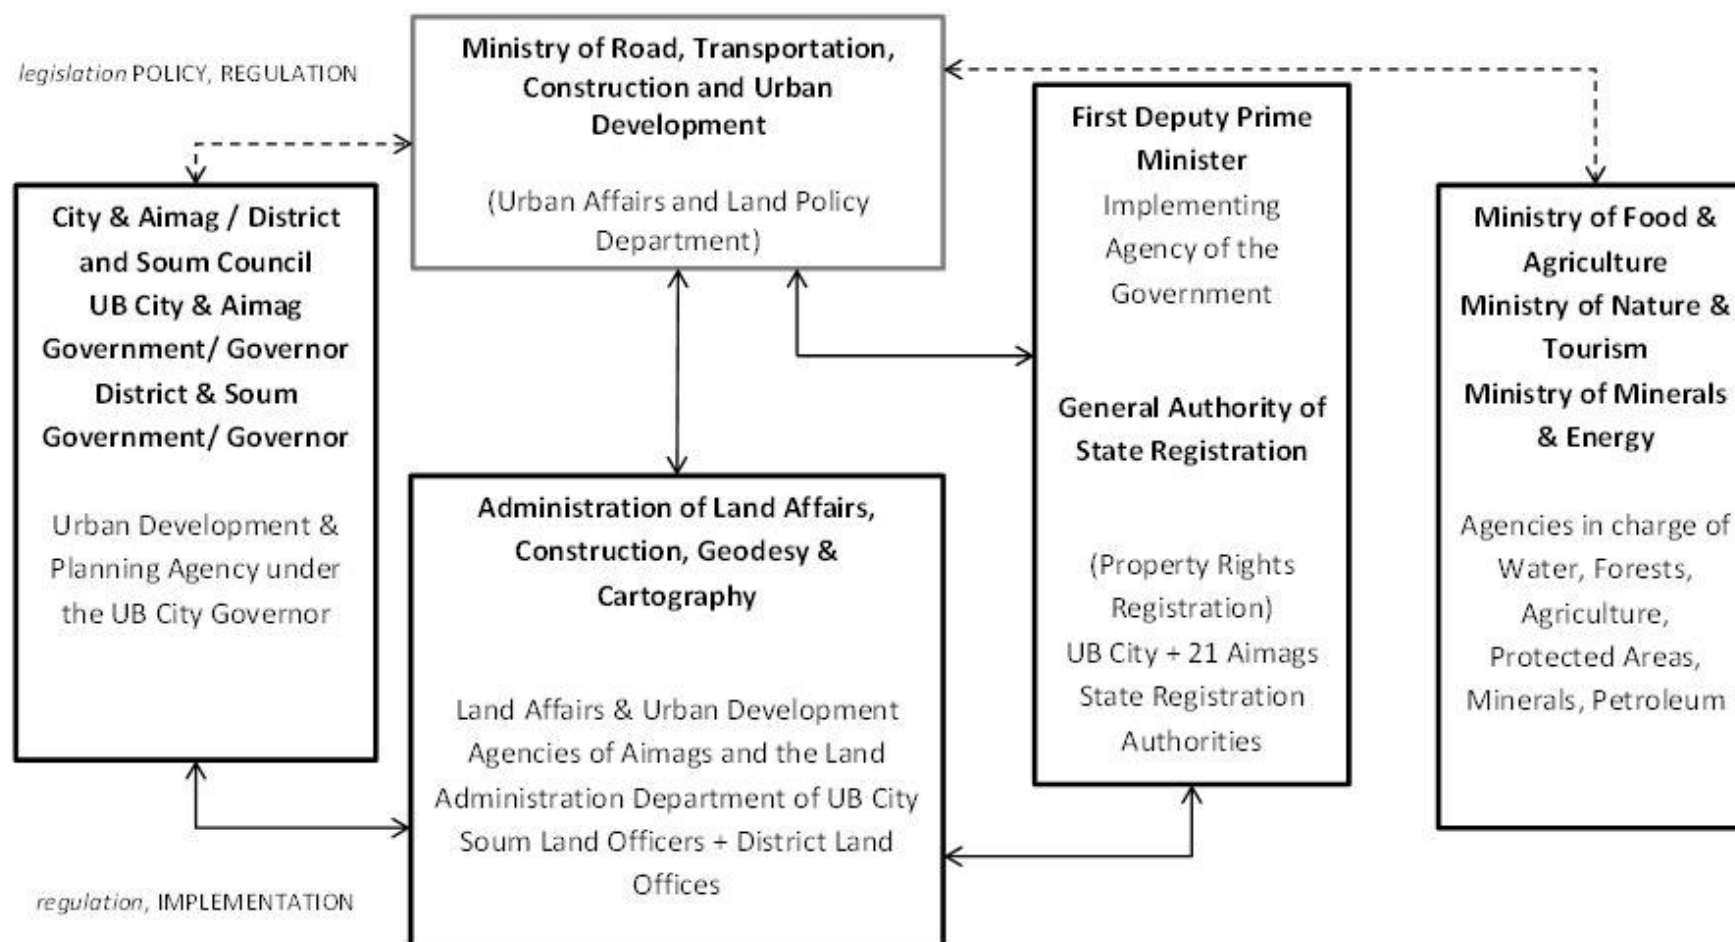 legislation POLICY, REGULATION
Ministry of Road, Transportation,
Construction and Urban
Development
(Urban Affairs and Land Policy
Department)
City & Aimag / District
and Soum Council
UB City & Aimag
Government/ Governor
District & Soum
Government/ Governor
Urban Development &
Planning Agency under
the UB City Governor
First Deputy Prime
Minister
Implementing
Agency of the
Government
General Authority of
State Registration
(Property Rights
Registration)
UB City + 21 Aimags
State Registration
Authorities
Ministry of Food &
Agriculture
Ministry of Nature &
Tourism
Ministry of Minerals
& Energy
Agencies in charge of
Water, Forests,
Agriculture,
Protected Areas,
Minerals, Petroleum
Administration of Land Affairs,
Construction, Geodesy &
Cartography
Land Affairs & Urban Development
Agencies of Aimags and the Land
Administration Department of UB City
Soum Land Officers + District Land
Offices
regulation, IMPLEMENTATION